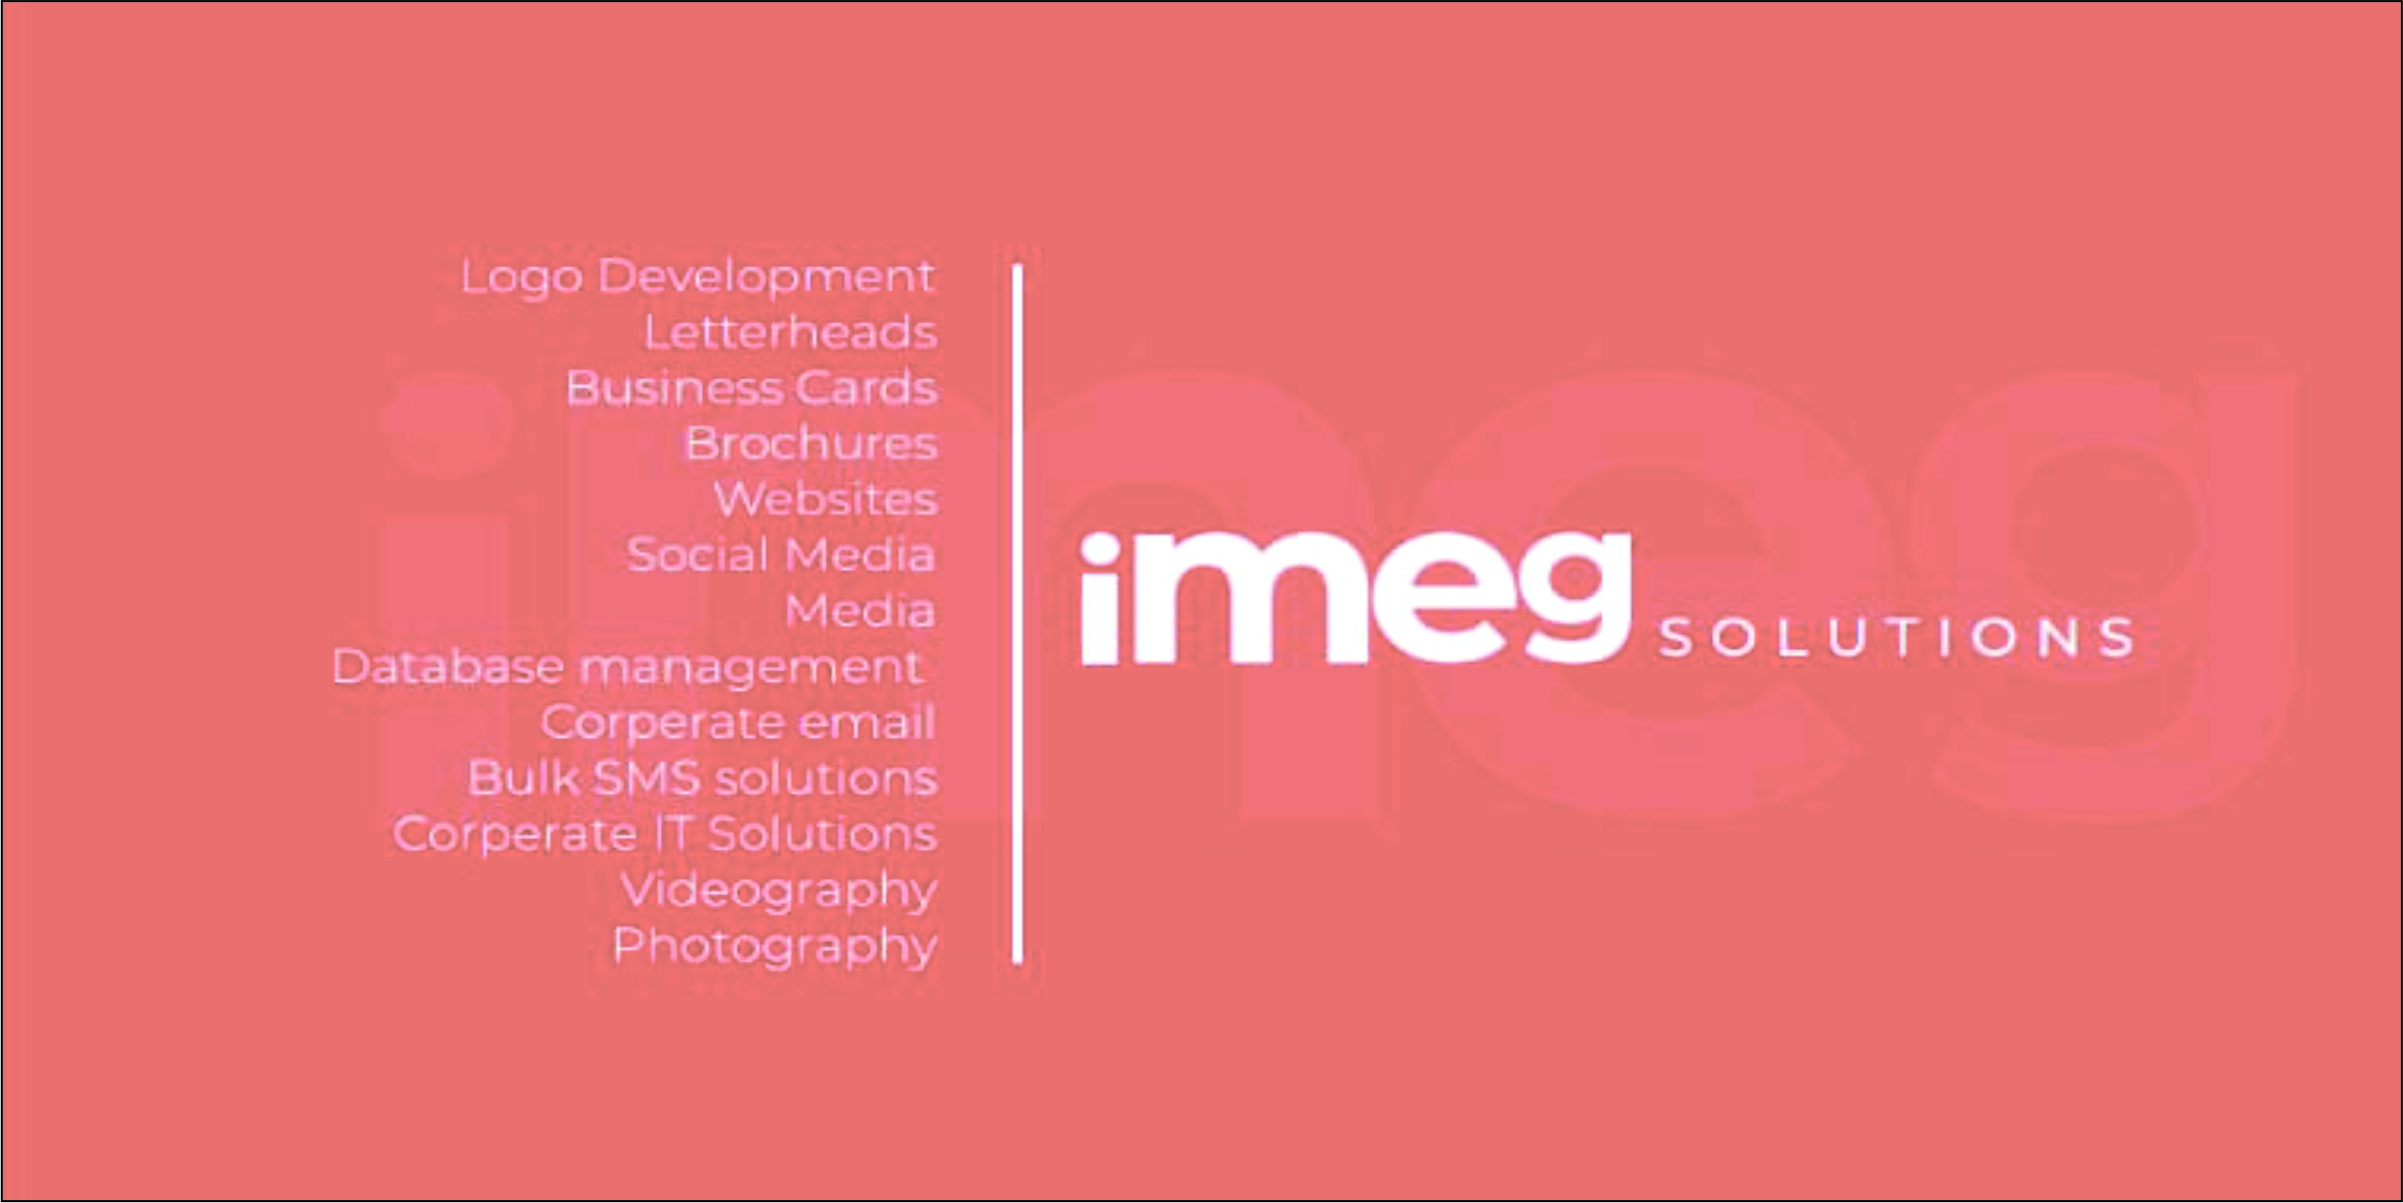 Logo Development
Letterheads
Business Cards
Brochures
Websites
Social Media
Media
Database management
Corperate email
Bulk SMS solutions
Corperate IT Solutions
Videography
Photography
imeg SOLUTIONS
imeg